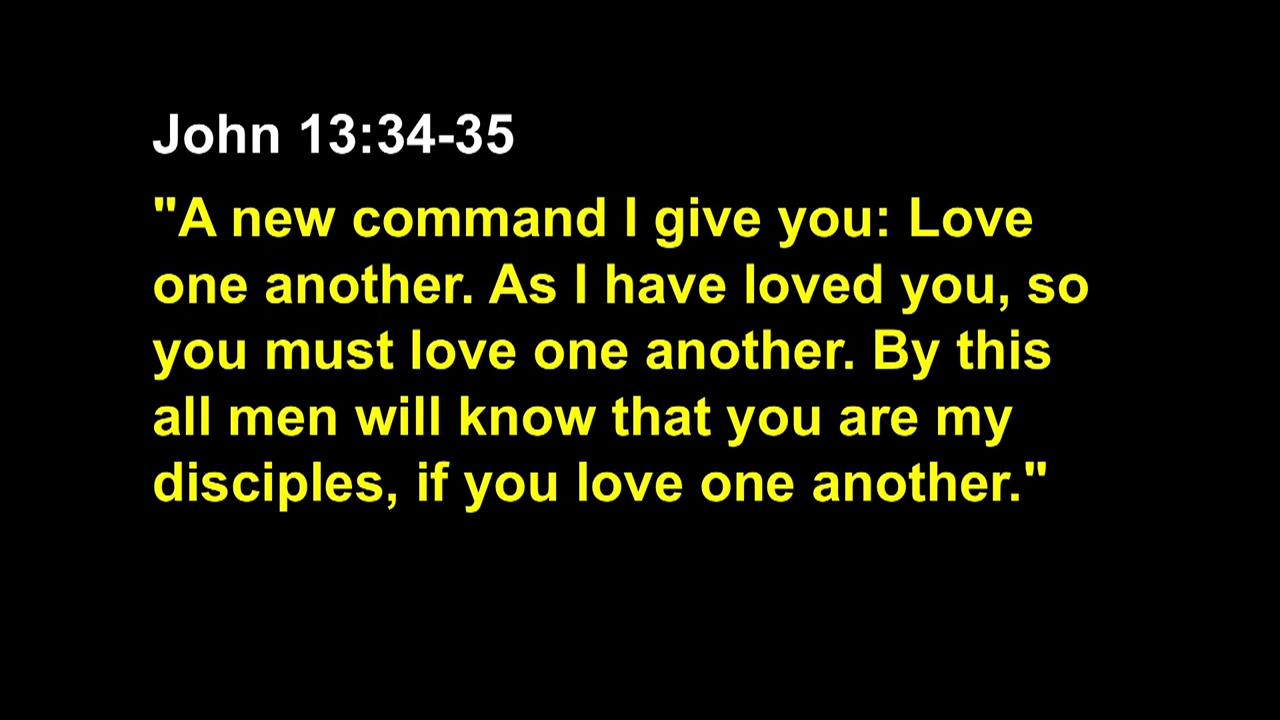 John 13:34-35
"A new command I give you: Love
one another. As I have loved you, so
you must love one another. By this
all men will know that you are my
disciples, if you love one another."